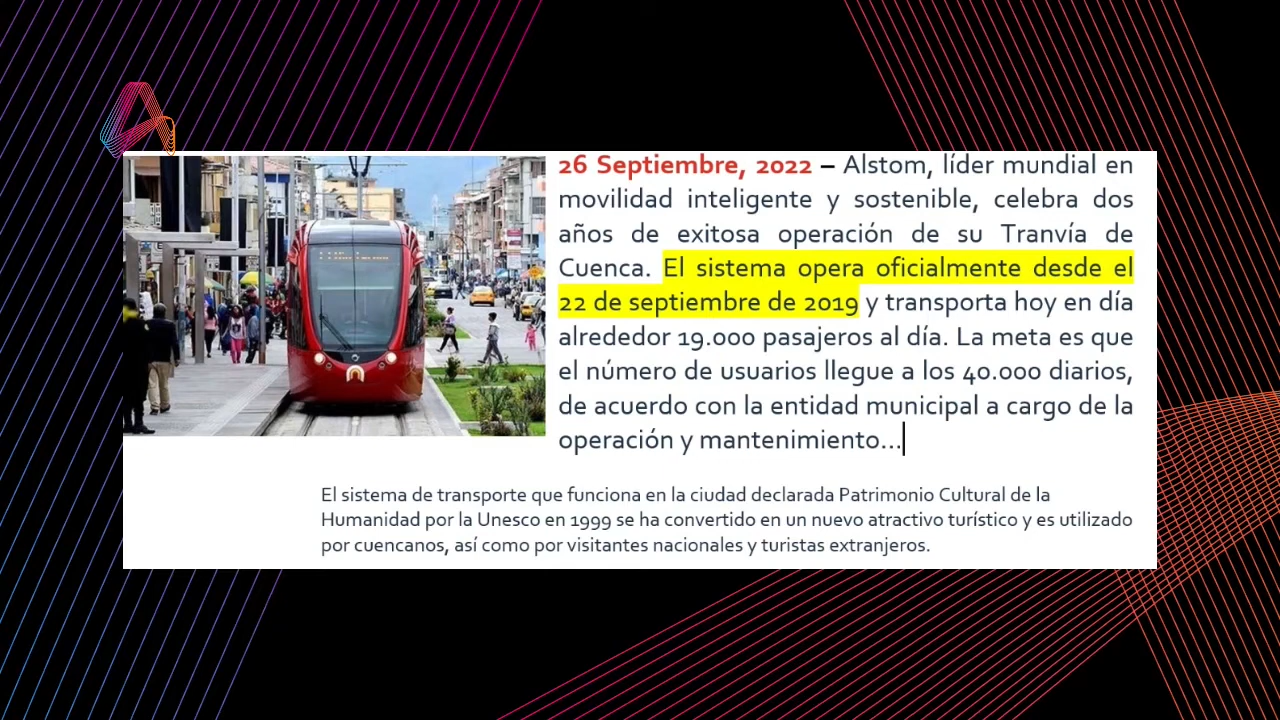 26 Septiembre, 2022 – Alstom, líder mundial en
movilidad inteligente y sostenible, celebra dos
años de exitosa operación de su Tranvía de
Cuenca. El sistema opera oficialmente desde el
22 de septiembre de 2019 y transporta hoy en día
alrededor 19.000 pasajeros al día. La meta es que
el número de usuarios llegue a los 40.000 diarios,
de acuerdo con la entidad municipal a cargo de la
operación y mantenimiento...
El sistema de transporte que funciona en la ciudad declarada Patrimonio Cultural de la
Humanidad por la Unesco en 1999 se ha convertido en un nuevo atractivo turístico y es utilizado
por cuencanos, así como por visitantes nacionales y turistas extranjeros.